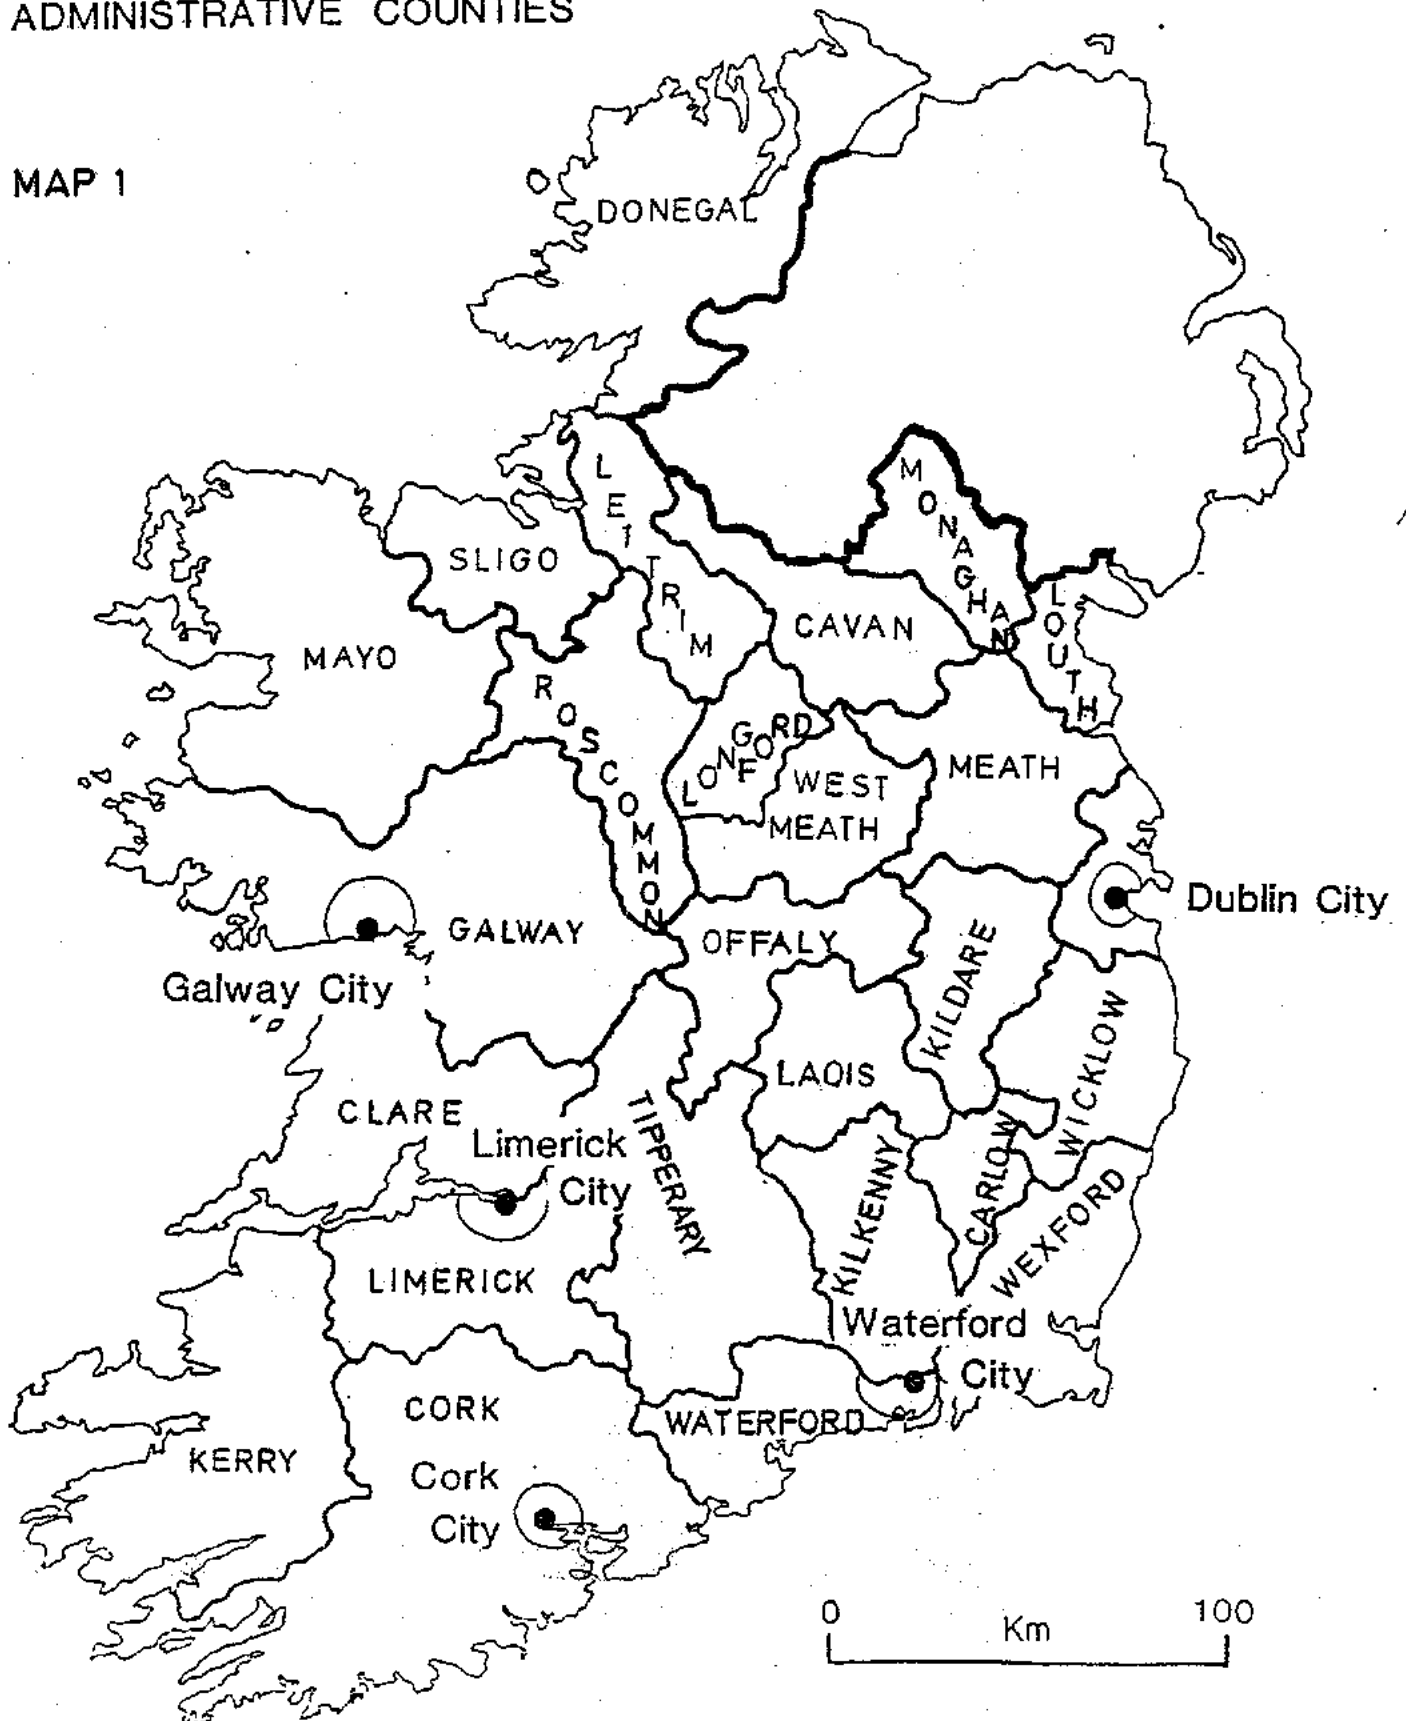 ADMINISTRATIVE COUNTIES
MAP 1
DONEGAL
LEITRIM
MONAGHAN
SLIGO
LOUTH
CAVAN
MAYO
ROSCOMMON
LONGFORD
WEST
MEATH
MEATH
Dublin City
GALWAY
OFFALY
Galway City
KILDARE
WICKLOW
LAOIS
CLARE
Limerick
City
TIPPERARY
KILKENNY
CARLOW
WEXFORD
LIMERICK
Waterford
City
CORK
WATERFORD
KERRY
Cork
City
0 Km 100